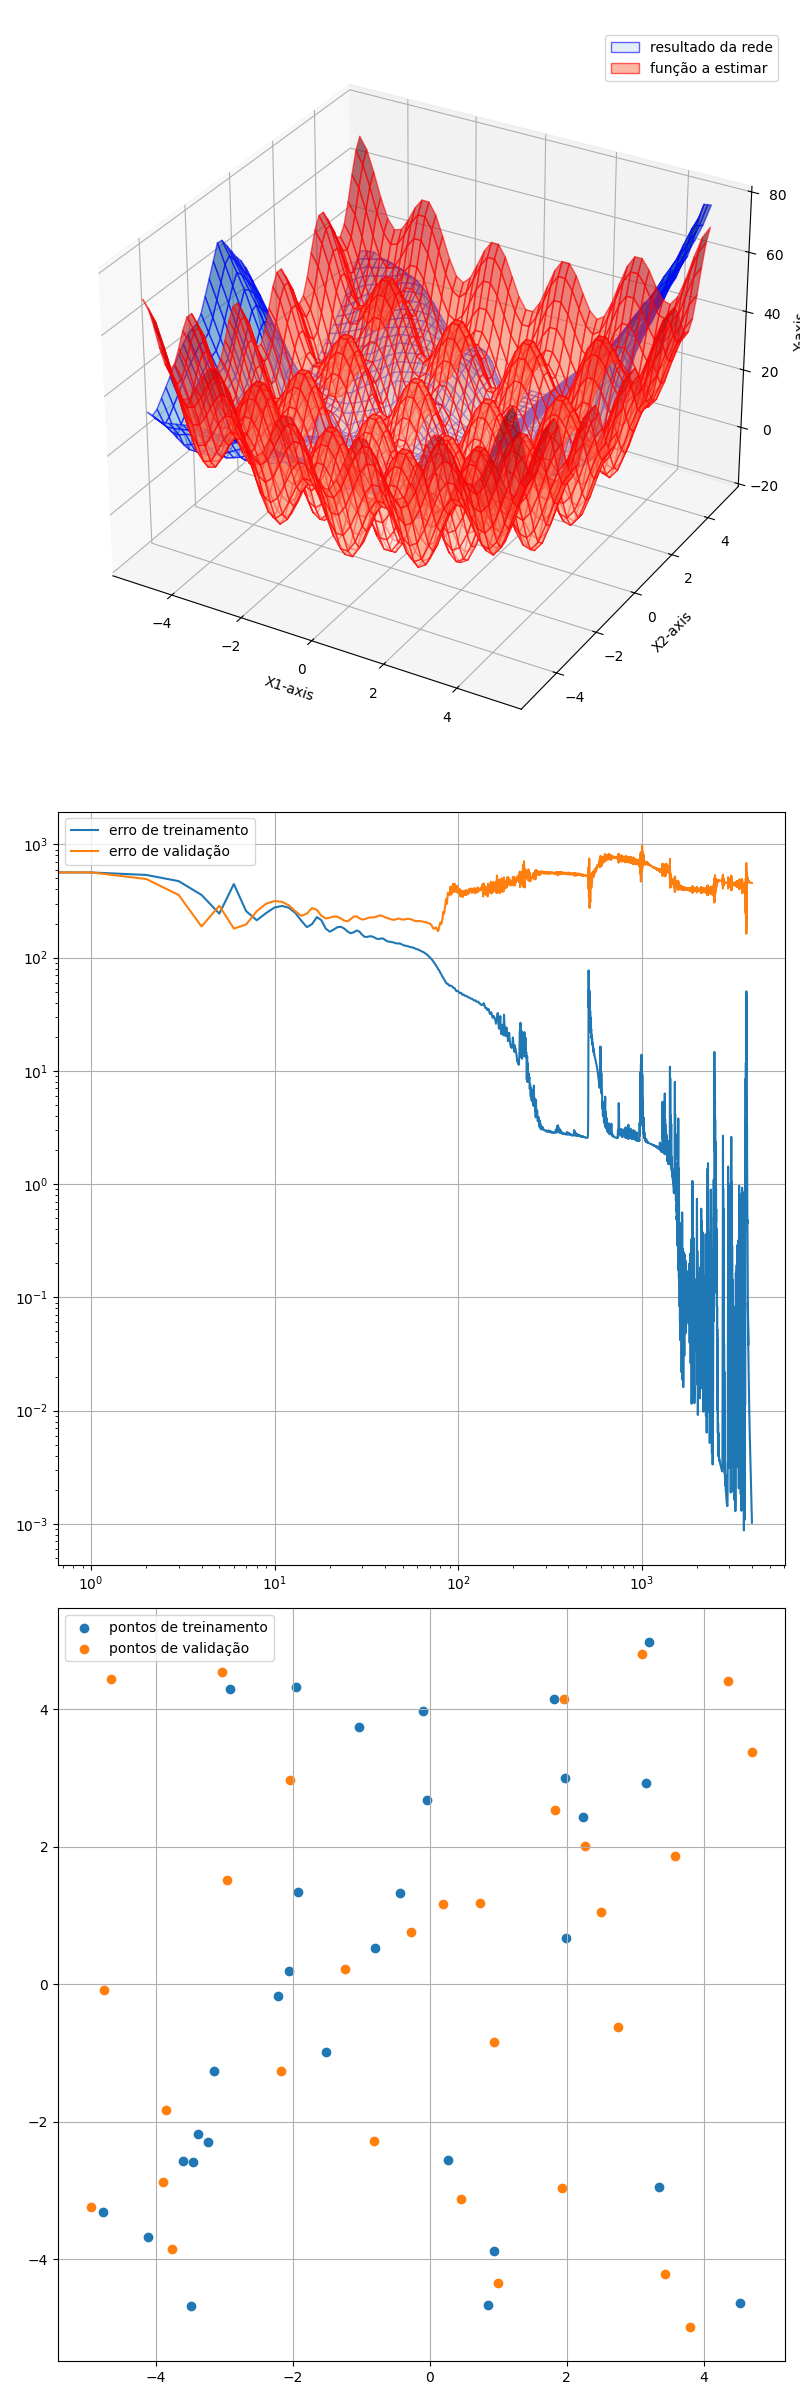 resultado da rede
função a estimar
80
60
40
20
0
−20
Y-axis
−4
−2
0
2
4
X1-axis
4
2
0
−2
−4
X2-axis
erro de treinamento
erro de validação
10³
10²
10¹
10⁰
10⁻¹
10⁻²
10⁻³
10⁰ 10¹ 10² 10³
pontos de treinamento
pontos de validação
4
2
0
−2
−4
−4 −2 0 2 4